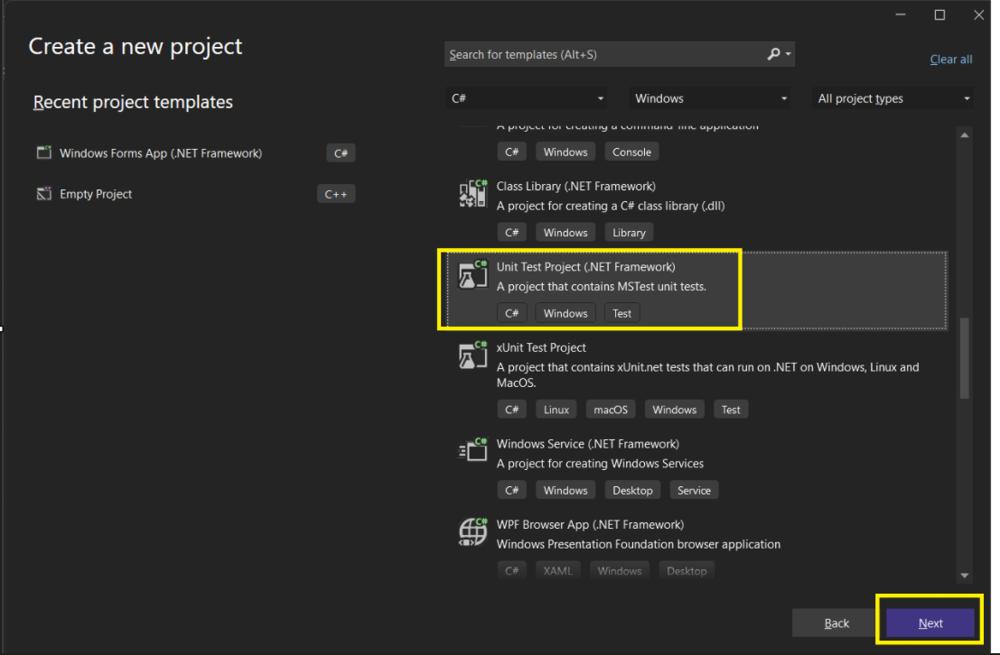 Create a new project
Search for templates (Alt+S)
Clear all
Recent project templates
C#
Windows
All project types
Windows Forms App (.NET Framework)
C#
Empty Project
C++
A project for creating a command-line application
C# Windows Console
C#
Class Library (.NET Framework)
A project for creating a C# class library (.dll)
C# Windows Library
C#
Unit Test Project (.NET Framework)
A project that contains MSTest unit tests.
C# Windows Test
C#
xUnit Test Project
A project that contains xUnit.net tests that can run on .NET on Windows, Linux and
MacOS.
C# Linux macOS Windows Test
C#
Windows Service (.NET Framework)
A project for creating Windows Services
C# Windows Desktop Service
C#
WPF Browser App (.NET Framework)
Windows Presentation Foundation browser application
C# XAML Windows Desktop
Back
Next